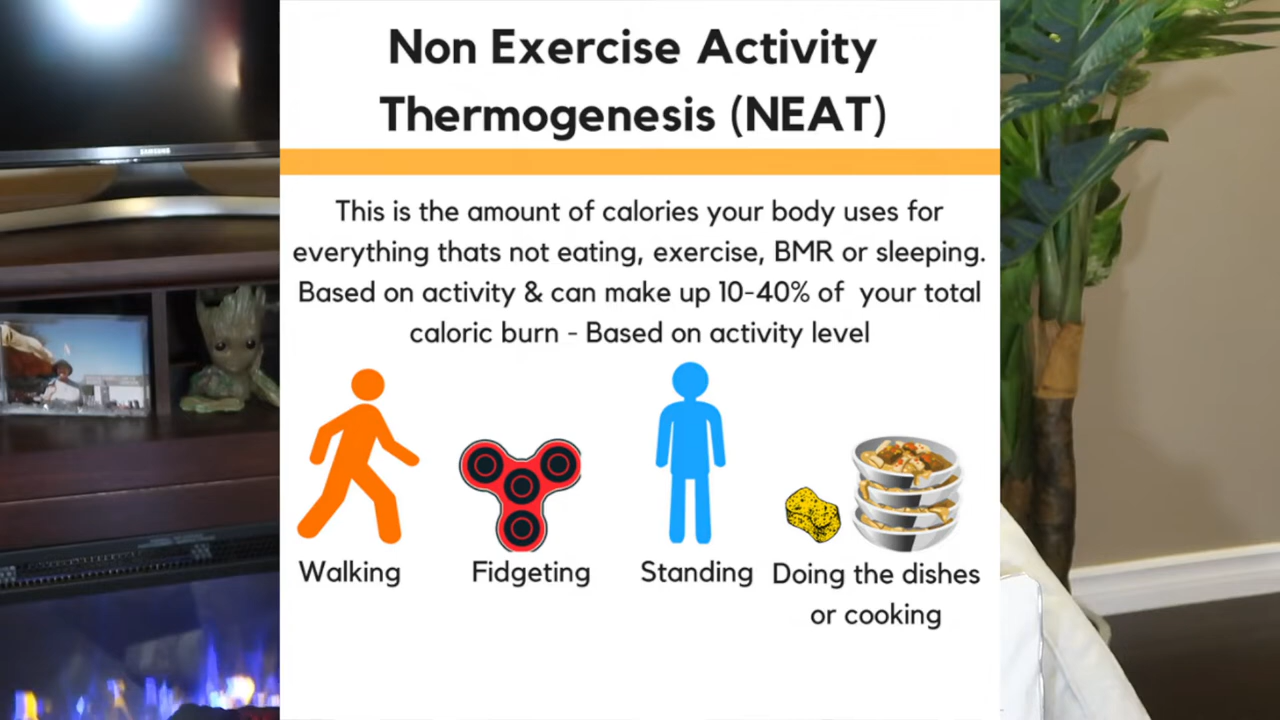 Non Exercise Activity
Thermogenesis (NEAT)
This is the amount of calories your body uses for
everything thats not eating, exercise, BMR or sleeping.
Based on activity & can make up 10-40% of your total
caloric burn - Based on activity level
Walking
Fidgeting
Standing
Doing the dishes
or cooking
SAMSUNG